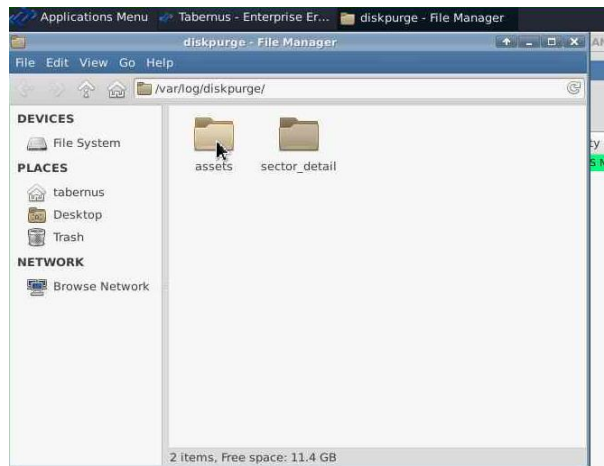 Applications Menu Tabernus - Enterprise Er... diskpurge - File Manager
diskpurge - File Manager
File Edit View Go Help
/var/log/diskpurge/
DEVICES
File System
PLACES
tabernus
Desktop
Trash
NETWORK
Browse Network
assets sector_detail
2 items, Free space: 11.4 GB